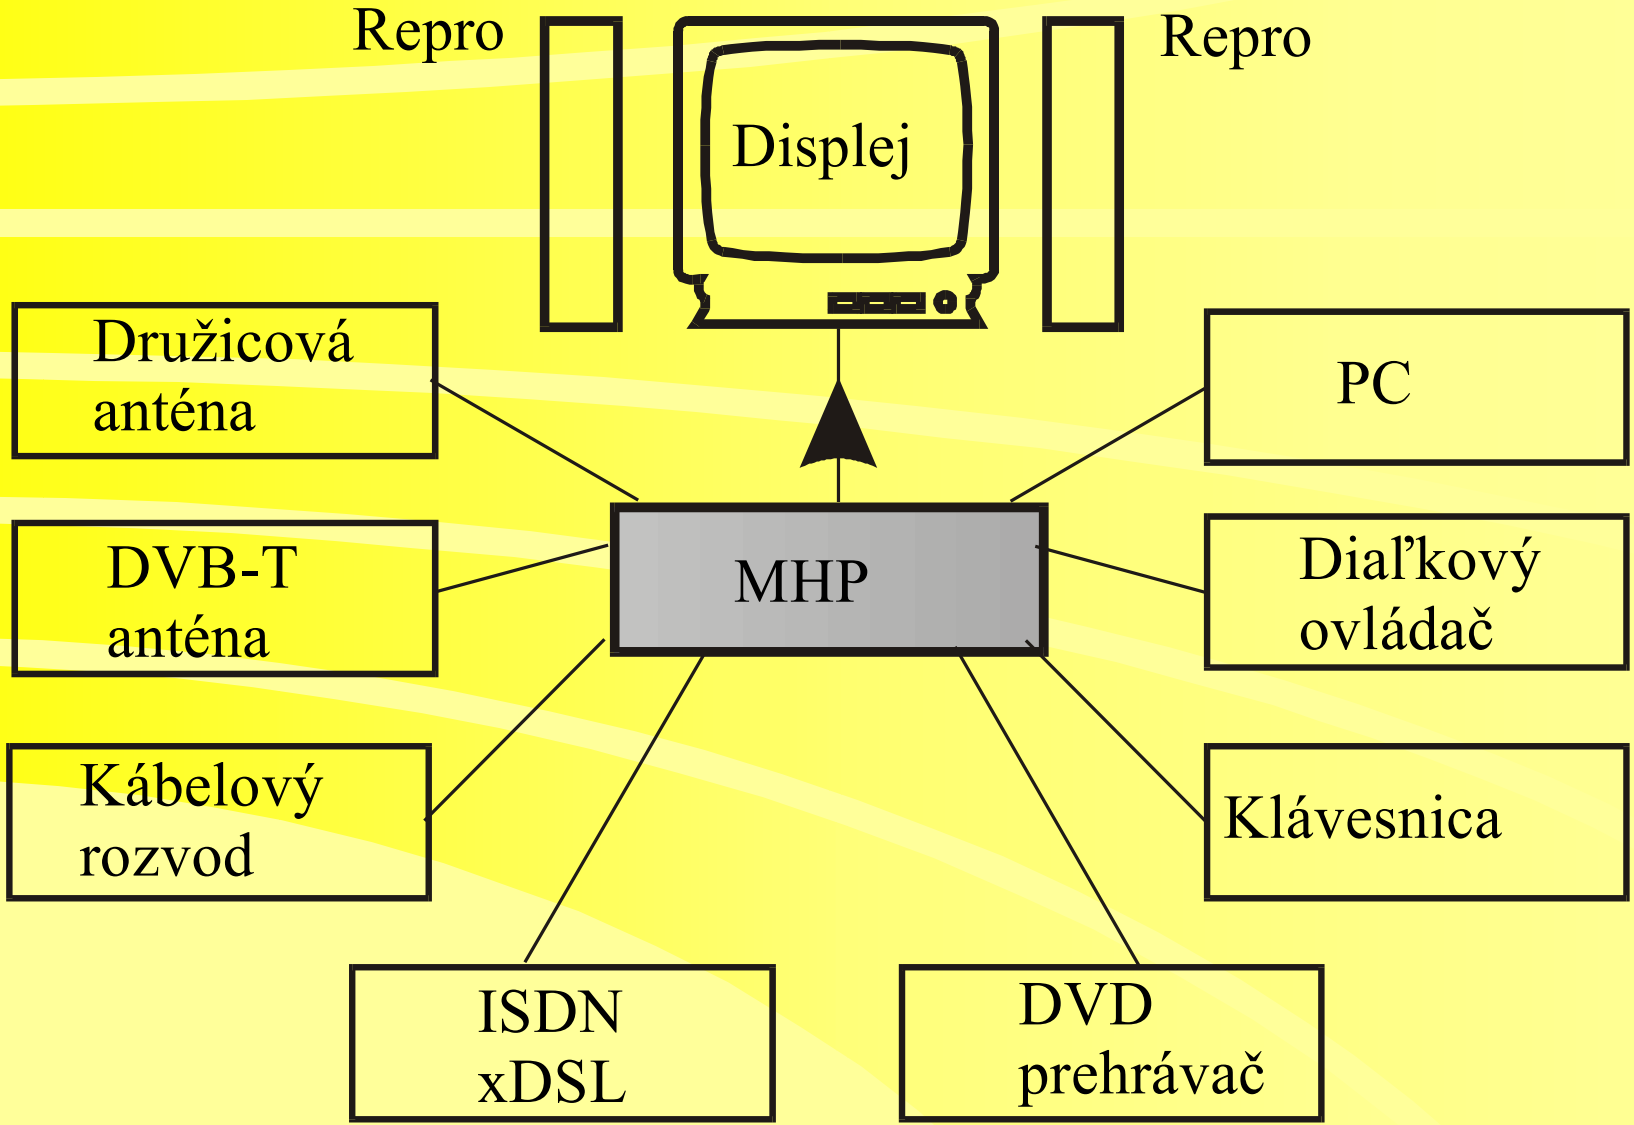 Repro
Displej
Repro
Družicová
anténa
PC
DVB-T
anténa
MHP
Diaľkový
ovládač
Kábelový
rozvod
Klávesnica
ISDN
xDSL
DVD
prehrávač